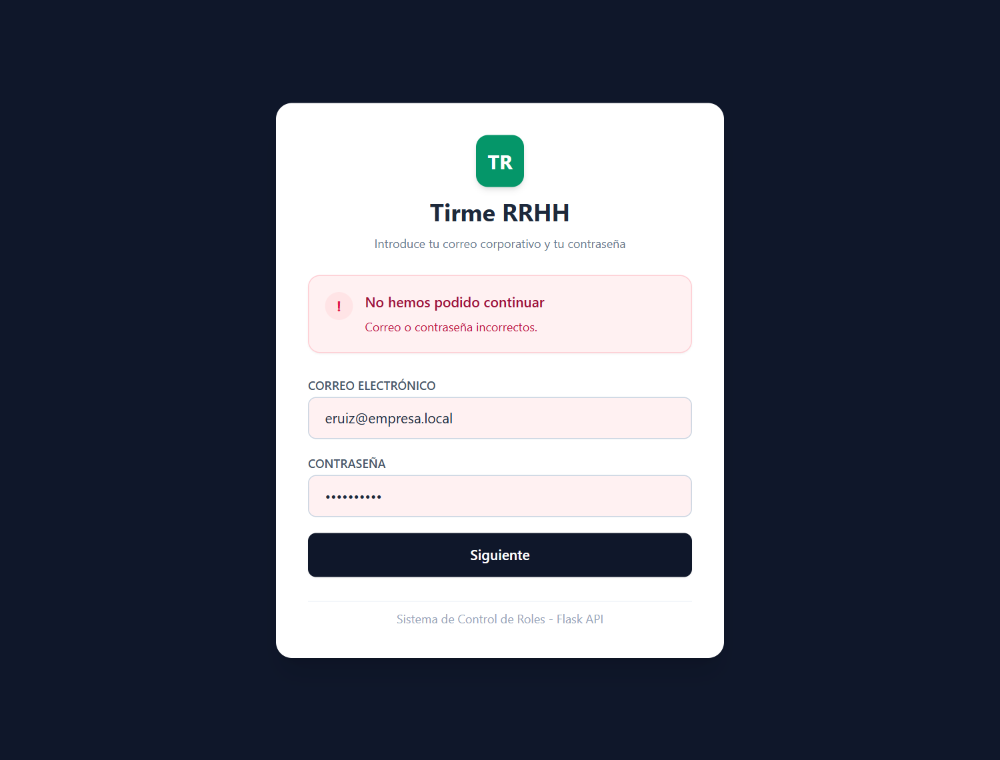 TR
Tirme RRHH
Introduce tu correo corporativo y tu contraseña
!
No hemos podido continuar
Correo o contraseña incorrectos.
CORREO ELECTRÓNICO
eruiz@empresa.local
CONTRASEÑA
••••••••••
Siguiente
Sistema de Control de Roles - Flask API